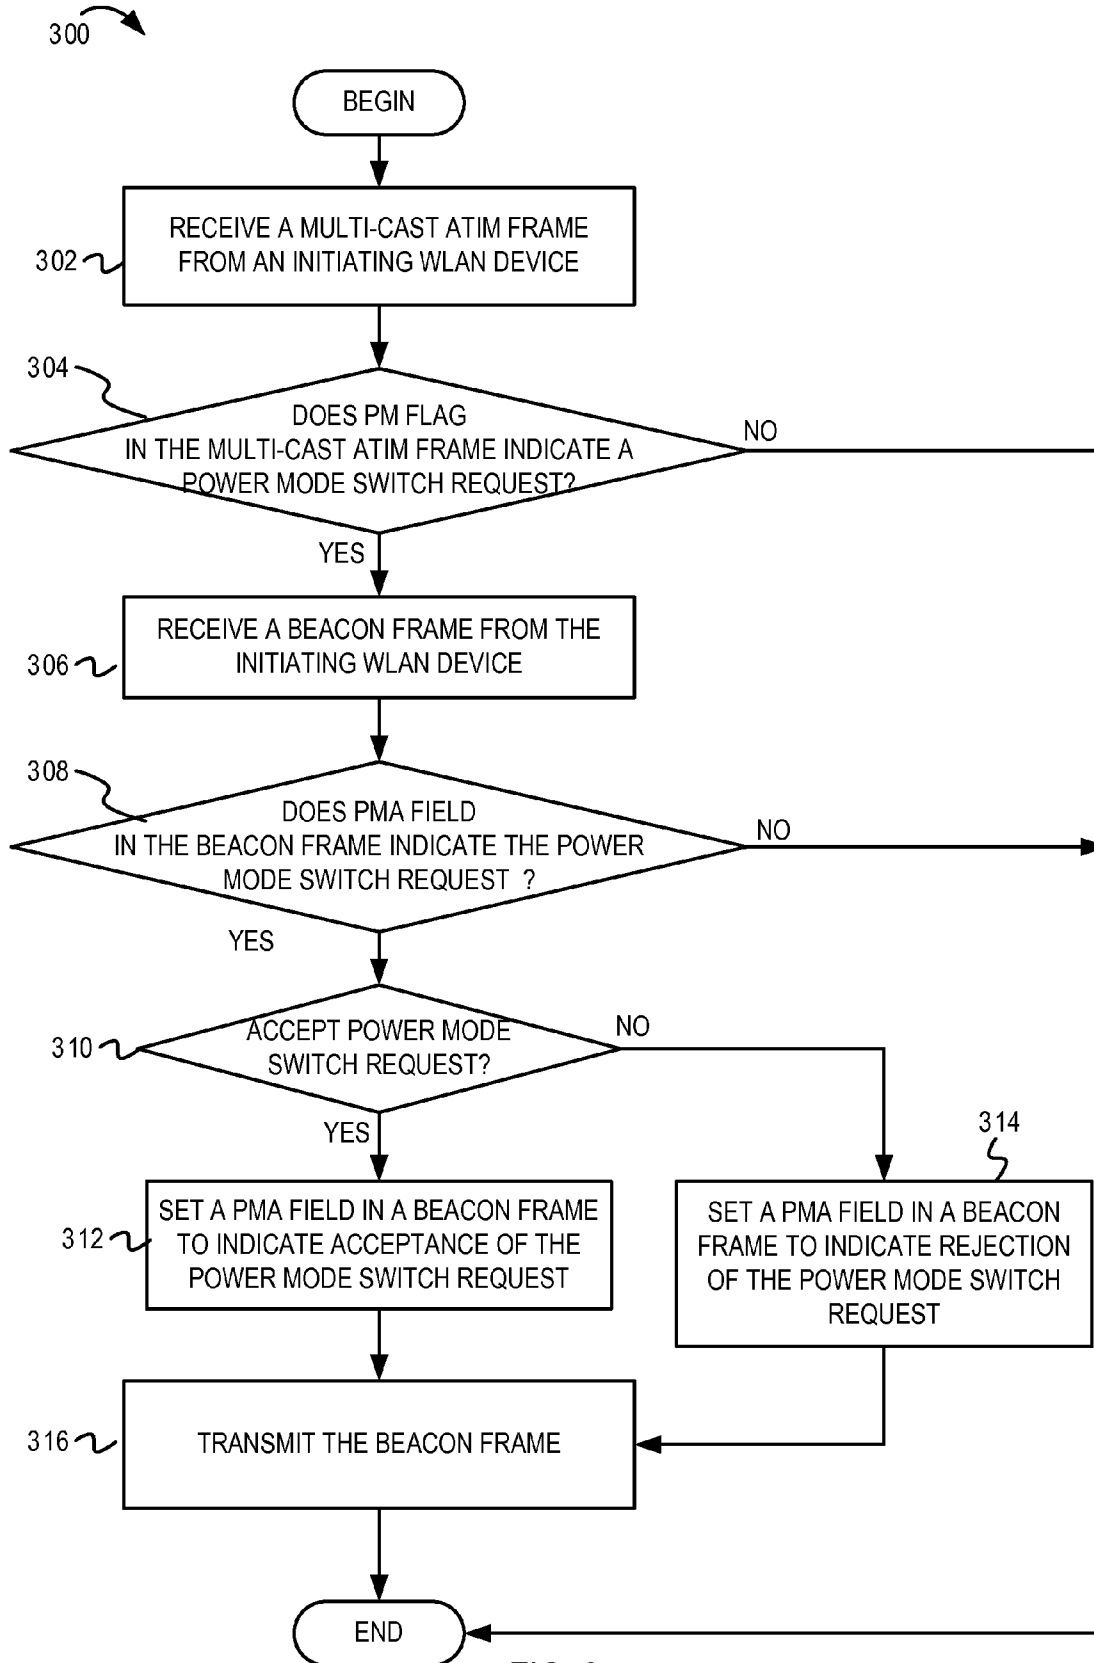 300
BEGIN
RECEIVE A MULTI-CAST ATIM FRAME
FROM AN INITIATING WLAN DEVICE
302
304
DOES PM FLAG
IN THE MULTI-CAST ATIM FRAME INDICATE A
POWER MODE SWITCH REQUEST?
NO
YES
RECEIVE A BEACON FRAME FROM THE
INITIATING WLAN DEVICE
306
308
DOES PMA FIELD
IN THE BEACON FRAME INDICATE THE POWER
MODE SWITCH REQUEST ?
NO
YES
310
ACCEPT POWER MODE
SWITCH REQUEST?
NO
YES
314
312
SET A PMA FIELD IN A BEACON FRAME
TO INDICATE ACCEPTANCE OF THE
POWER MODE SWITCH REQUEST
SET A PMA FIELD IN A BEACON
FRAME TO INDICATE REJECTION
OF THE POWER MODE SWITCH
REQUEST
316
TRANSMIT THE BEACON FRAME
END